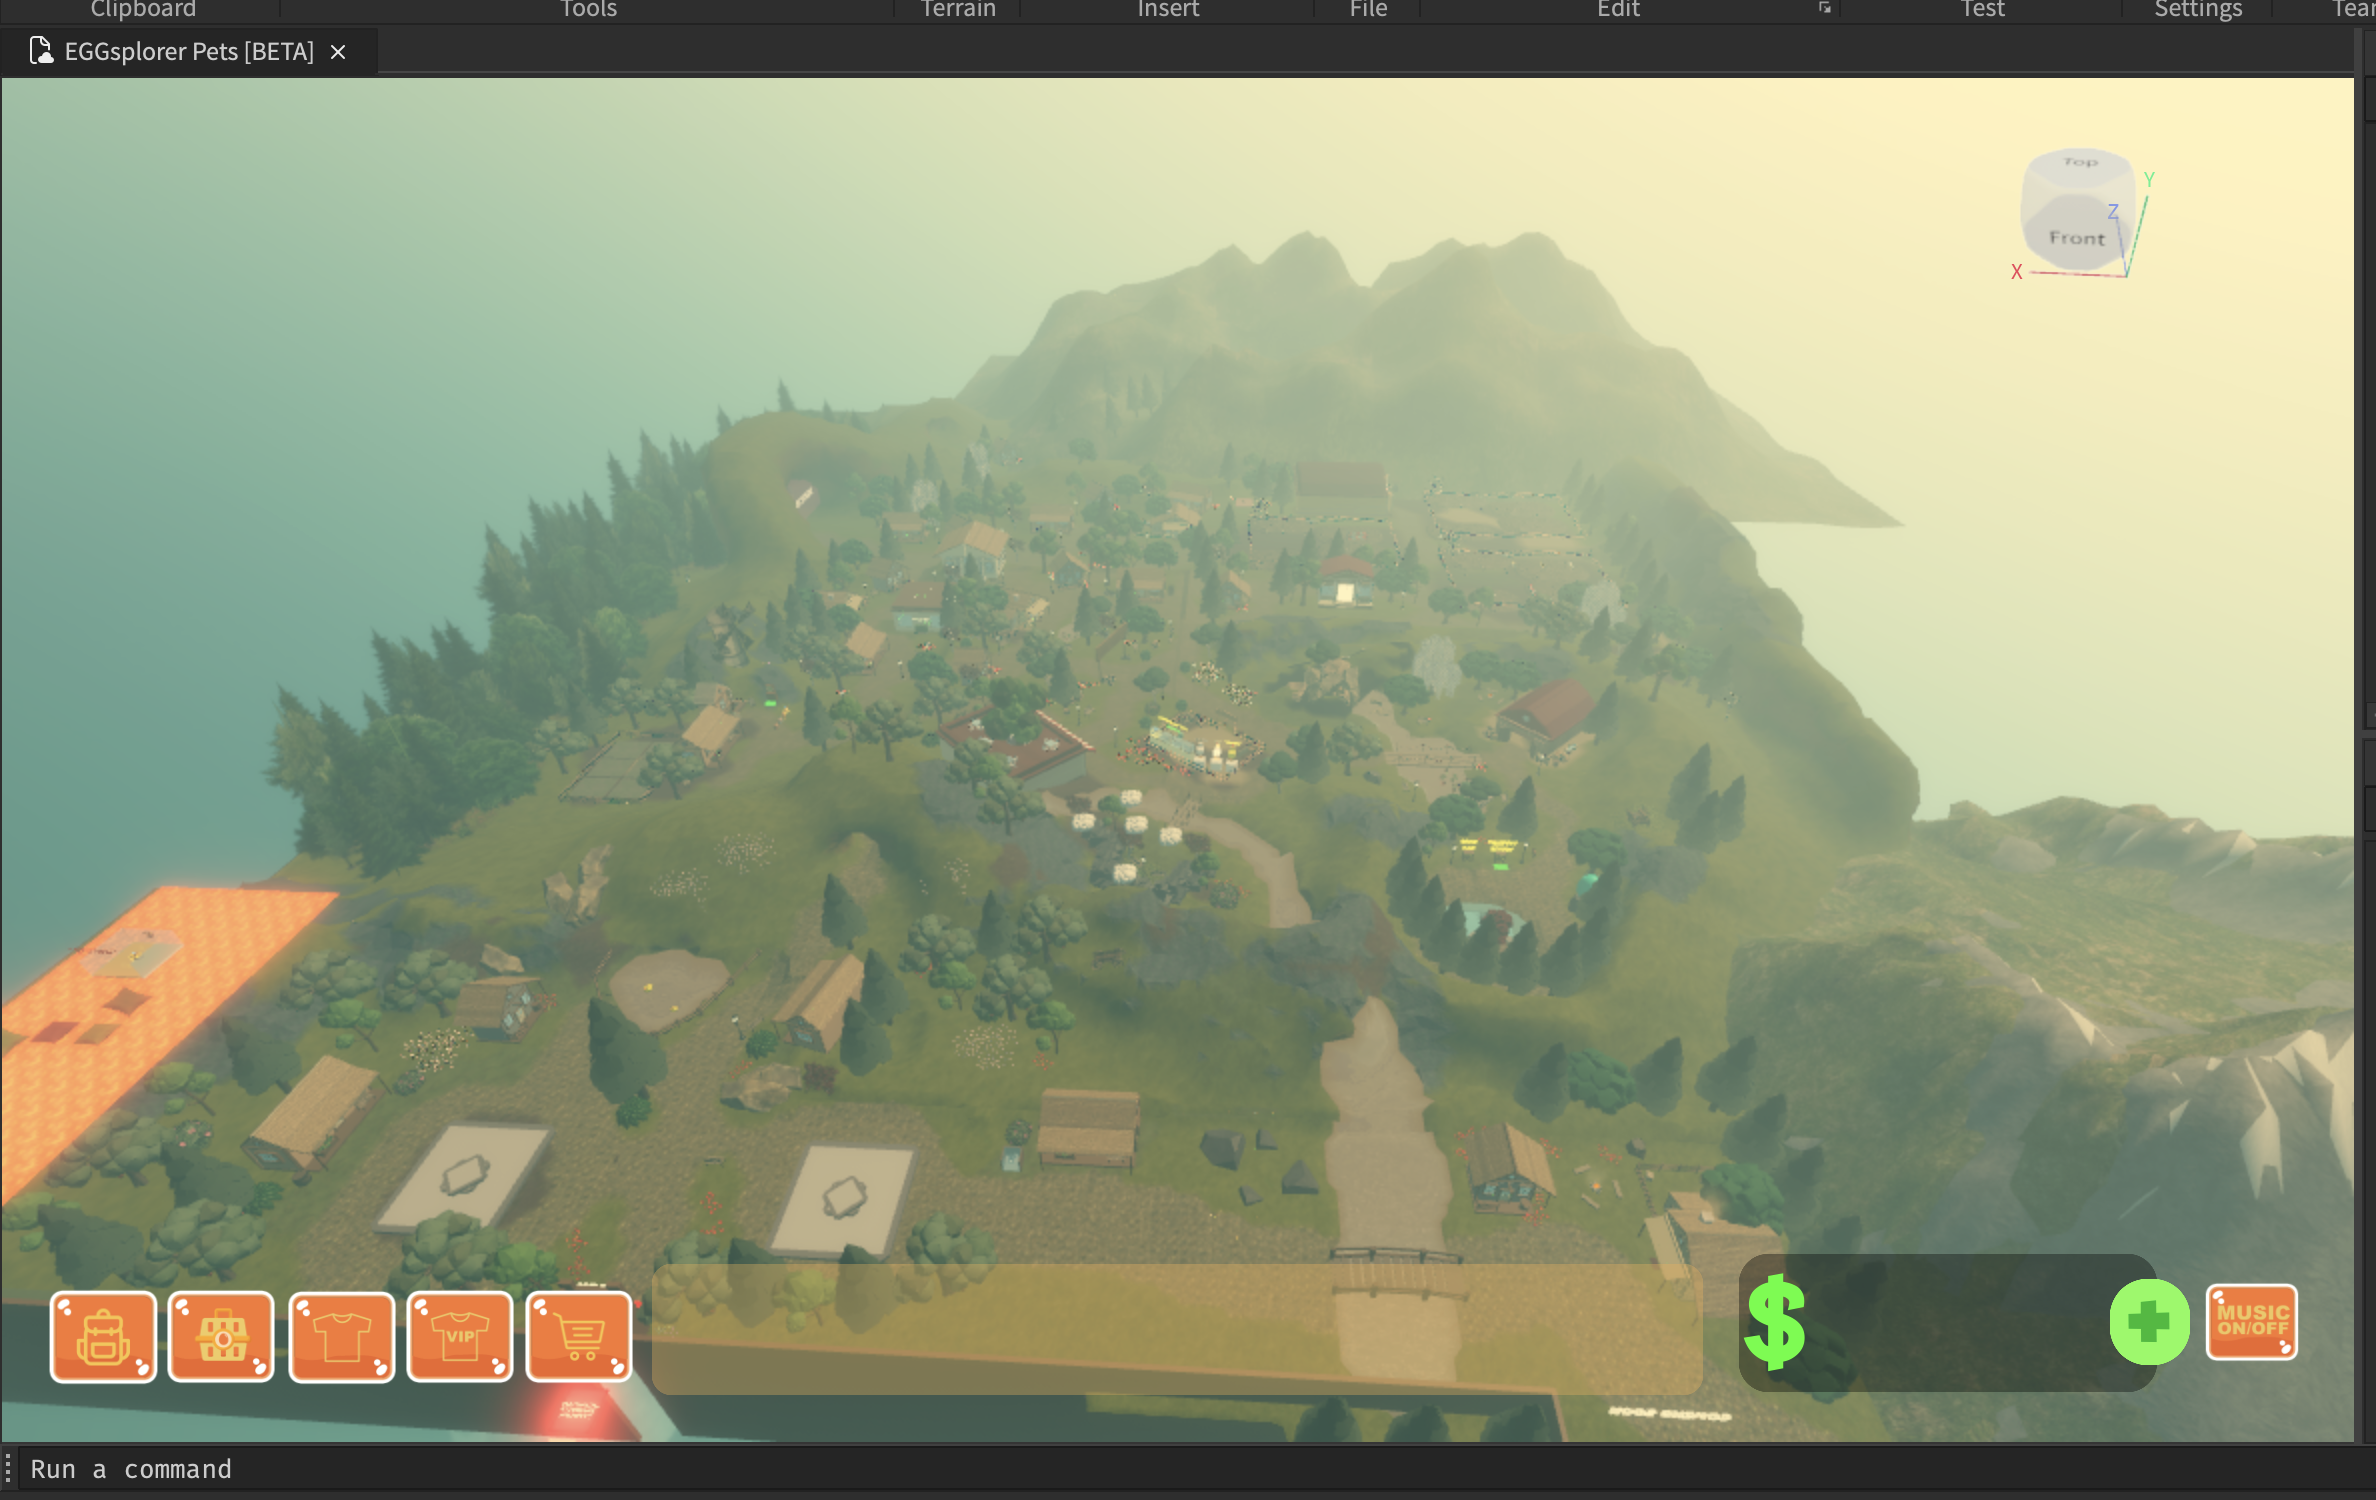 Clipboard
Tools
Terrain
Insert
File
Edit
Test
Settings
EGGsplorer Pets [BETA]
Top
Y
Z
Front
X
VIP
$
MUSIC
ON/OFF
Run a command